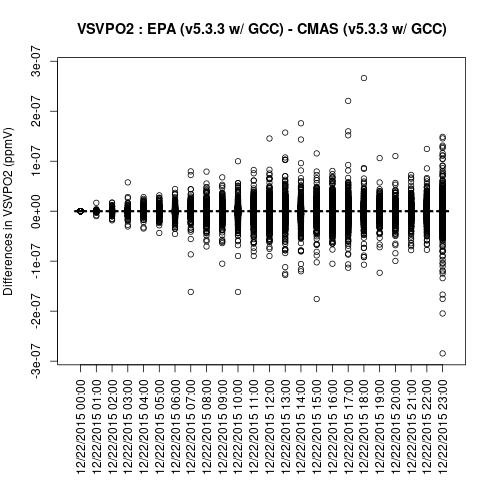 VSVPO2 : EPA (v5.3.3 w/ GCC) - CMAS (v5.3.3 w/ GCC)
Differences in VSVPO2 (ppmV)
3e-07
2e-07
1e-07
0e+00
-1e-07
-2e-07
-3e-07
12/22/2015 00:00
12/22/2015 01:00
12/22/2015 02:00
12/22/2015 03:00
12/22/2015 04:00
12/22/2015 05:00
12/22/2015 06:00
12/22/2015 07:00
12/22/2015 08:00
12/22/2015 09:00
12/22/2015 10:00
12/22/2015 11:00
12/22/2015 12:00
12/22/2015 13:00
12/22/2015 14:00
12/22/2015 15:00
12/22/2015 16:00
12/22/2015 17:00
12/22/2015 18:00
12/22/2015 19:00
12/22/2015 20:00
12/22/2015 21:00
12/22/2015 22:00
12/22/2015 23:00